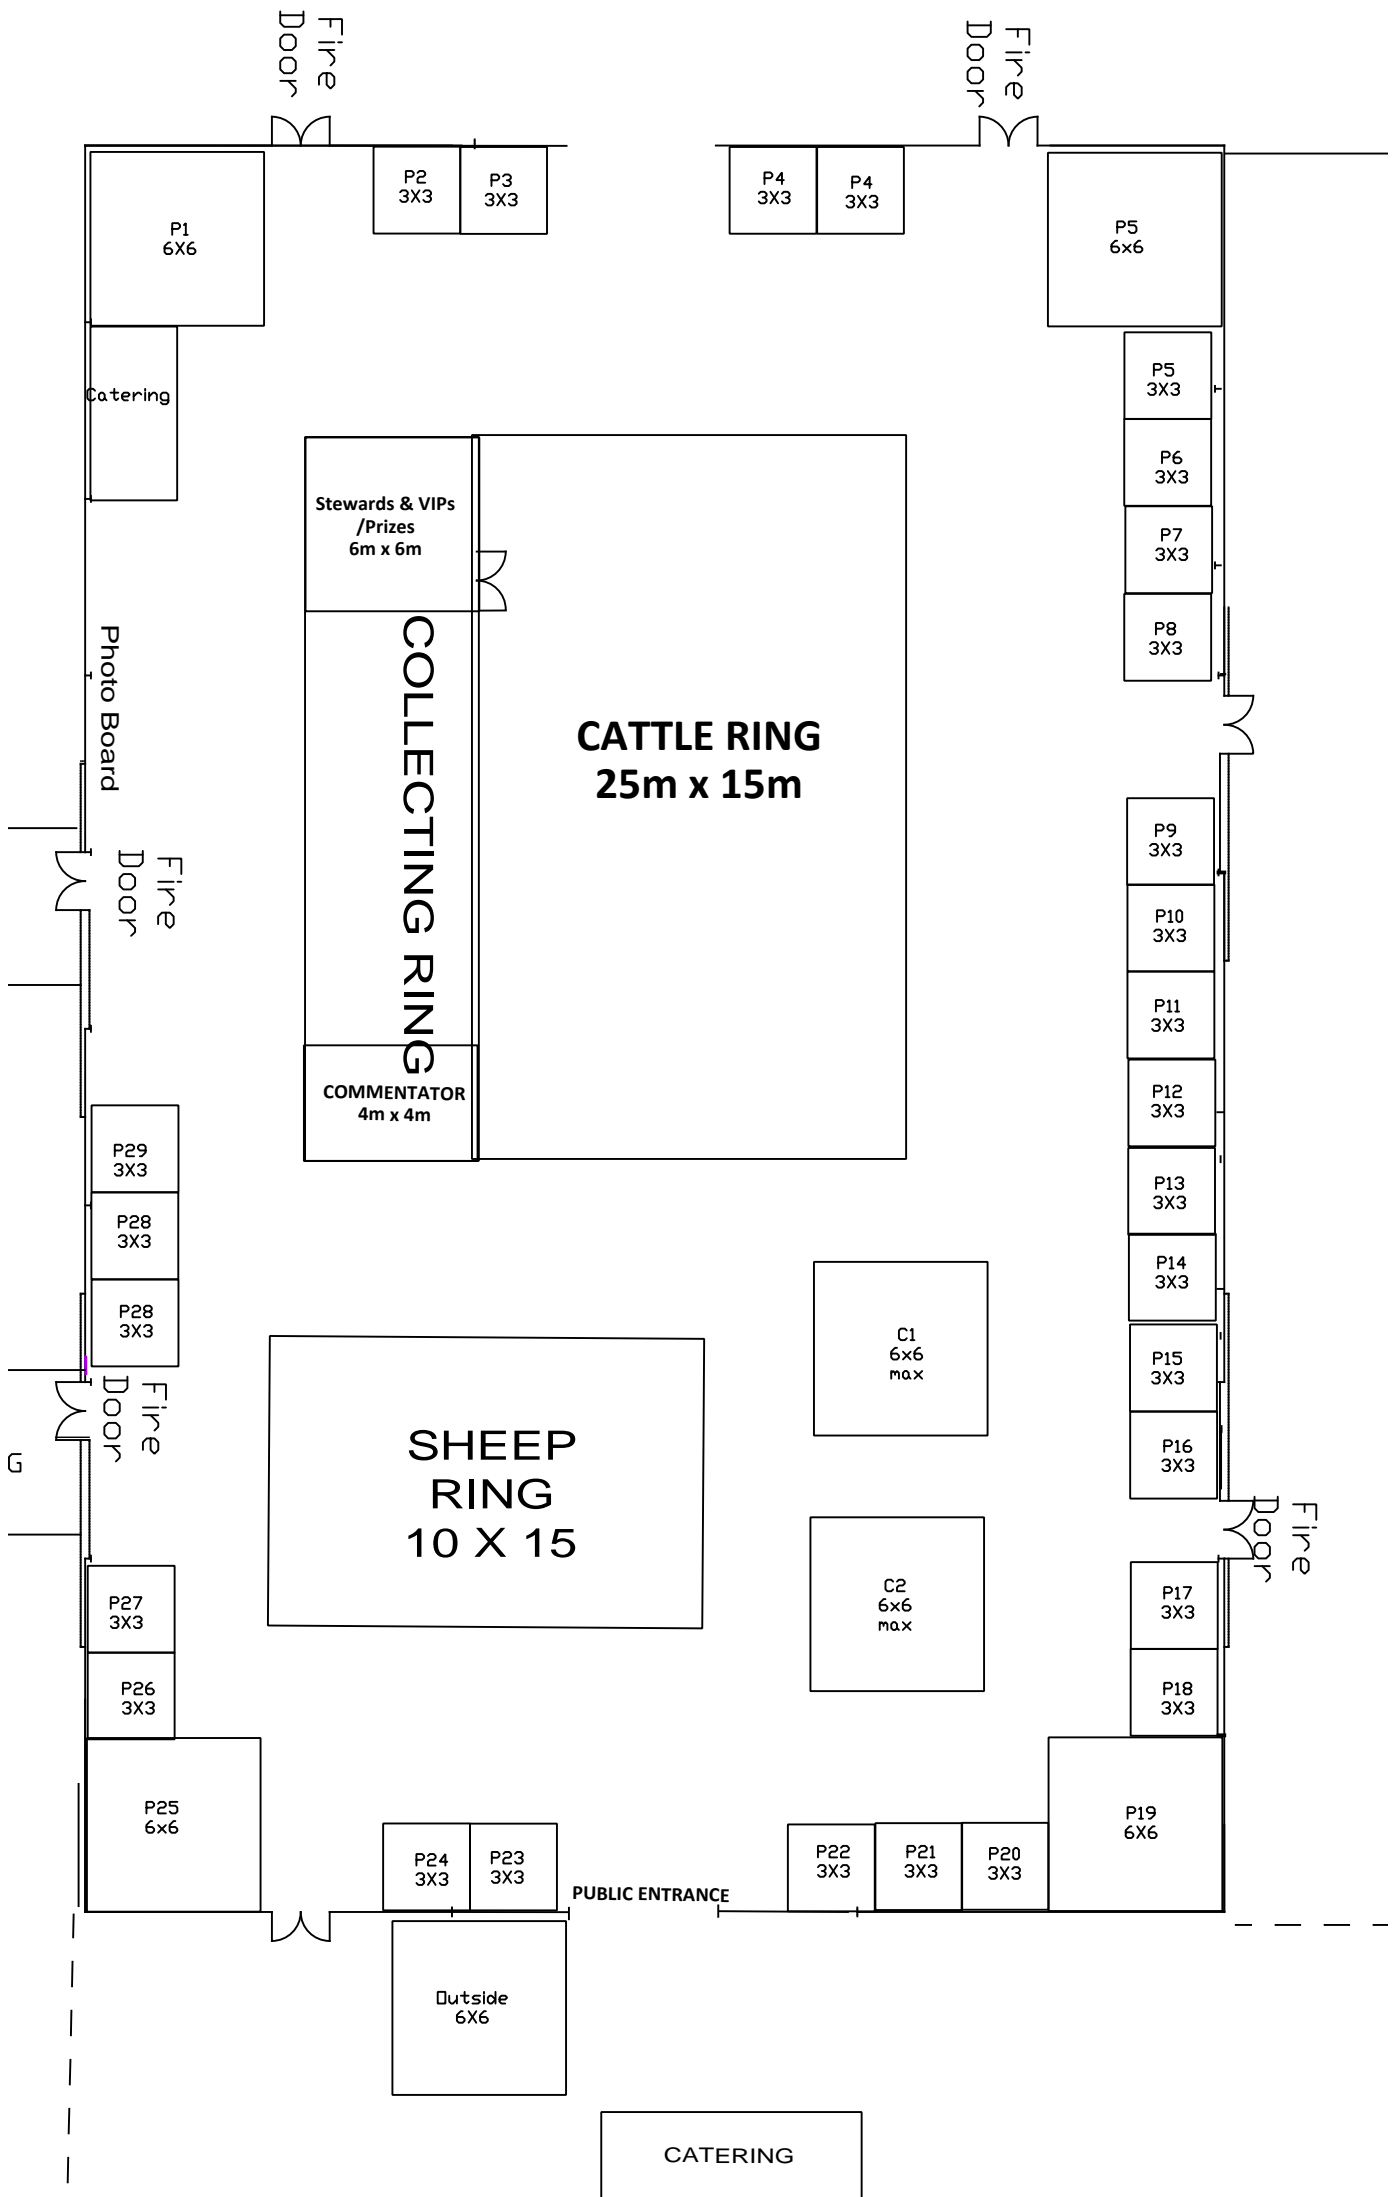 Fire
Door
Fire
Door
P1
6X6
P2
3X3
P3
3X3
P4
3X3
P4
3X3
P5
6x6
Catering
P5
3X3
P6
3X3
P7
3X3
P8
3X3
Stewards & VIPs
/Prizes
6m x 6m
COLLECTING RING
CATTLE RING
25m x 15m
Photo Board
Fire
Door
P9
3X3
P10
3X3
P11
3X3
P12
3X3
P13
3X3
P14
3X3
P15
3X3
P16
3X3
COMMENTATOR
4m x 4m
P29
3X3
P28
3X3
P28
3X3
Fire
Door
G
C1
6x6
max
SHEEP
RING
10 X 15
C2
6x6
max
Fire
Door
P17
3X3
P18
3X3
P27
3X3
P26
3X3
P25
6x6
P24
3X3
P23
3X3
PUBLIC ENTRANCE
P22
3X3
P21
3X3
P20
3X3
P19
6X6
Outside
6X6
CATERING